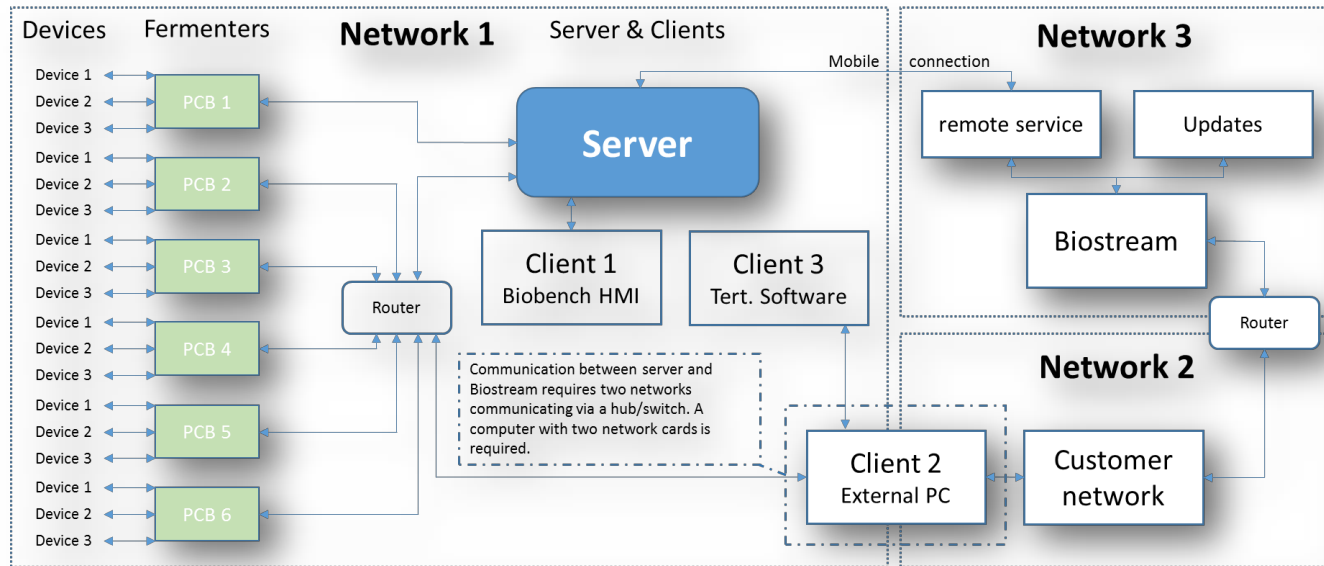 Devices
Fermenters
Network 1
Server & Clients
Device 1
Device 2
Device 3
PCB 1
Device 1
Device 2
Device 3
PCB 2
Device 1
Device 2
Device 3
PCB 3
Device 1
Device 2
Device 3
PCB 4
Device 1
Device 2
Device 3
PCB 5
Device 1
Device 2
Device 3
PCB 6
Router
Server
Client 1
Biobench HMI
Client 3
Tert. Software
Communication between server and
Biostream requires two networks
communicating via a hub/switch. A
computer with two network cards is
required.
Client 2
External PC
Mobile connection
Network 3
remote service
Updates
Biostream
Router
Network 2
Customer
network